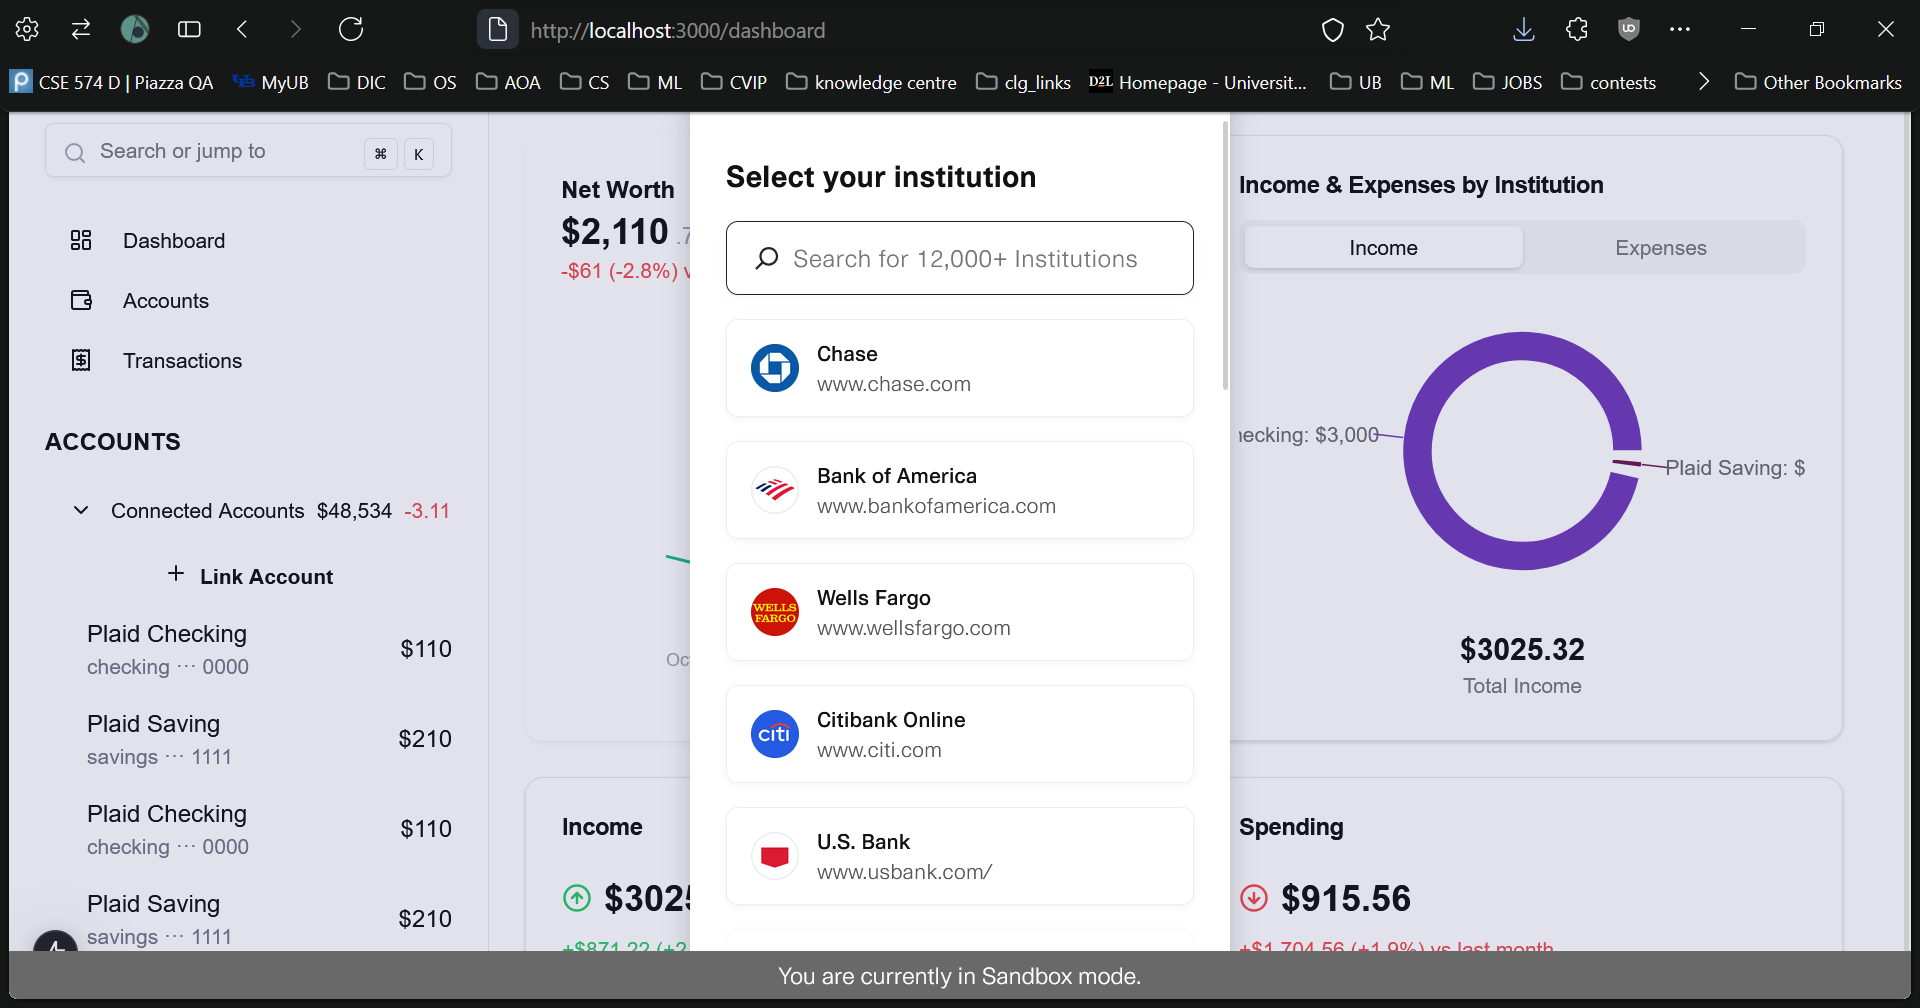 http://localhost:3000/dashboard
CSE 574 D | Piazza QA
MyUB
DIC
OS
AOA
CS
ML
CVIP
knowledge centre
clg_links
D2L
Homepage - Universit...
UB
ML
JOBS
contests
Other Bookmarks
Search or jump to
⌘ K
Dashboard
Accounts
Transactions
ACCOUNTS
Connected Accounts $48,534 -3.11
+ Link Account
Plaid Checking
checking ··· 0000
$110
Plaid Saving
savings ··· 1111
$210
Plaid Checking
checking ··· 0000
$110
Plaid Saving
savings ··· 1111
$210
Net Worth
$2,110 .7
-$61 (-2.8%) v
Oc
Income
$302
+$871.22 (+2
Select your institution
Search for 12,000+ Institutions
Chase
www.chase.com
Bank of America
www.bankofamerica.com
WELLS
FARGO
Wells Fargo
www.wellsfargo.com
citi
Citibank Online
www.citi.com
U.S. Bank
www.usbank.com/
Income & Expenses by Institution
Income
Expenses
ecking: $3,000
Plaid Saving: $
$3025.32
Total Income
Spending
$915.56
+$1,704.56 (+1.9%) vs last month
You are currently in Sandbox mode.